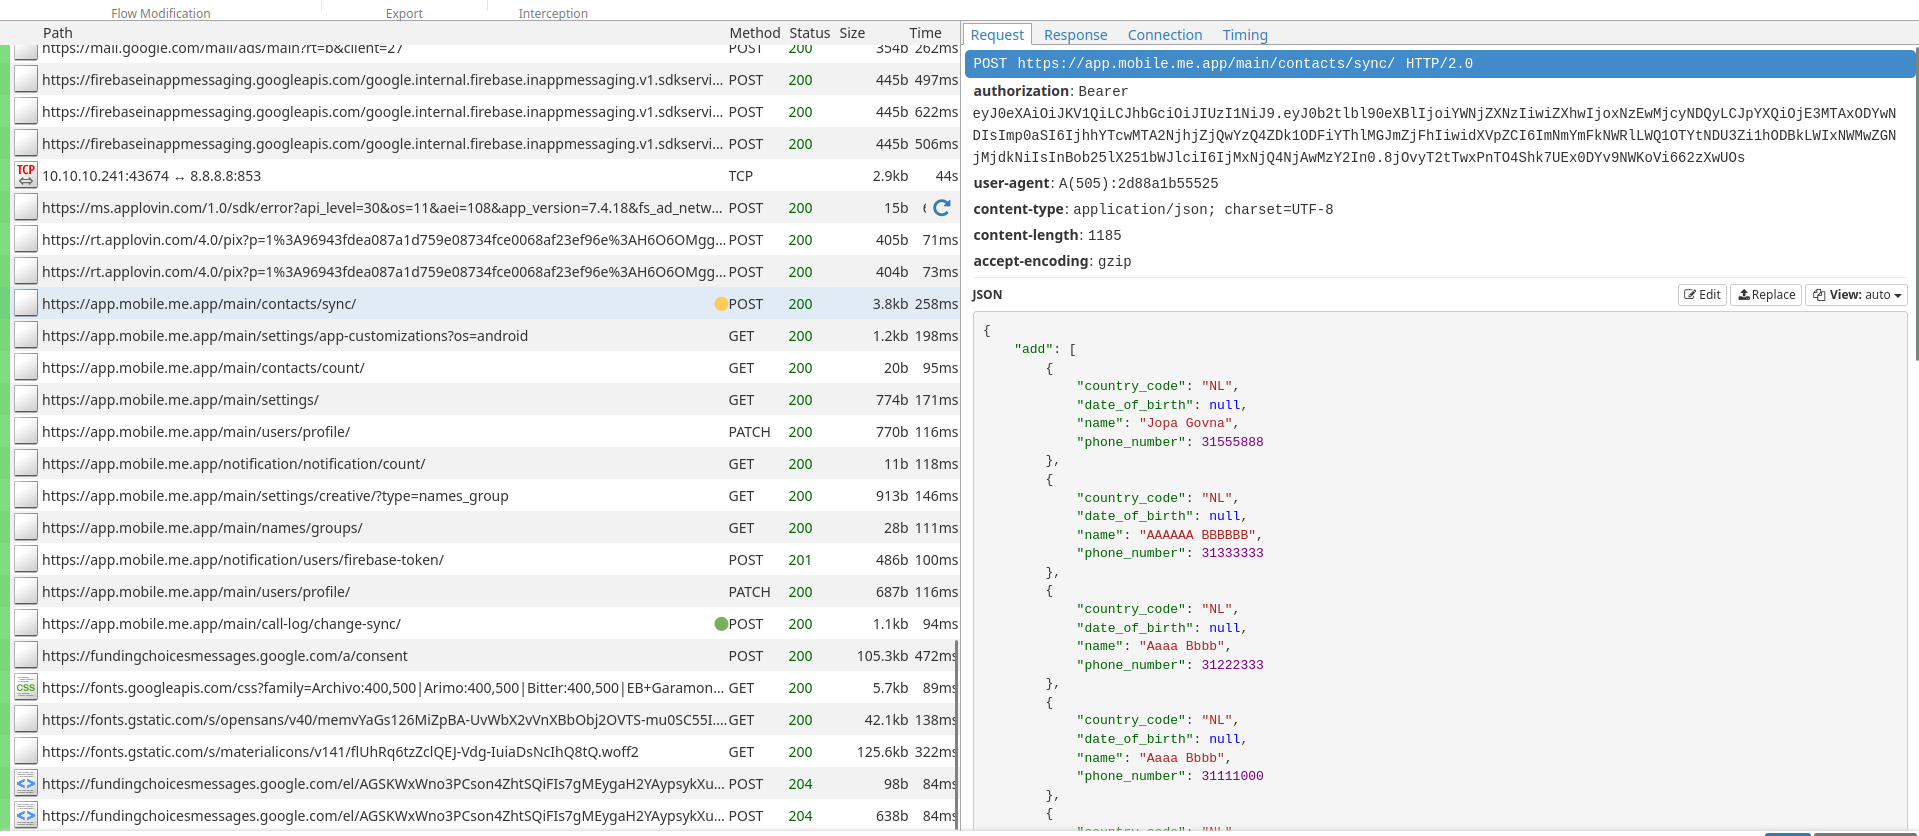 Flow Modification Export Interception
Path Method Status Size Time
https://mail.google.com/mail/ads/main?rt=b&client=27 POST 200 354b 262ms
https://firebaseinappmessaging.googleapis.com/google.internal.firebase.inappmessaging.v1.sdkservi... POST 200 445b 497ms
https://firebaseinappmessaging.googleapis.com/google.internal.firebase.inappmessaging.v1.sdkservi... POST 200 445b 622ms
https://firebaseinappmessaging.googleapis.com/google.internal.firebase.inappmessaging.v1.sdkservi... POST 200 445b 506ms
TCP 10.10.10.241:43674 ↔ 8.8.8.8:853 TCP 2.9kb 44s
https://ms.applovin.com/1.0/sdk/error?api_level=30&os=11&aei=108&app_version=7.4.18&fs_ad_netw... POST 200 15b
https://rt.applovin.com/4.0/pix?p=1%3A96943fdea087a1d759e08734fce0068af23ef96e%3AH6O6OMgg... POST 200 405b 71ms
https://rt.applovin.com/4.0/pix?p=1%3A96943fdea087a1d759e08734fce0068af23ef96e%3AH6O6OMgg... POST 200 404b 73ms
https://app.mobile.me.app/main/contacts/sync/ POST 200 3.8kb 258ms
https://app.mobile.me.app/main/settings/app-customizations?os=android GET 200 1.2kb 198ms
https://app.mobile.me.app/main/contacts/count/ GET 200 20b 95ms
https://app.mobile.me.app/main/settings/ GET 200 774b 171ms
https://app.mobile.me.app/main/users/profile/ PATCH 200 770b 116ms
https://app.mobile.me.app/notification/notification/count/ GET 200 11b 118ms
https://app.mobile.me.app/main/settings/creative/?type=names_group GET 200 913b 146ms
https://app.mobile.me.app/main/names/groups/ GET 200 28b 111ms
https://app.mobile.me.app/notification/users/firebase-token/ POST 201 486b 100ms
https://app.mobile.me.app/main/users/profile/ PATCH 200 687b 116ms
https://app.mobile.me.app/main/call-log/change-sync/ POST 200 1.1kb 94ms
https://fundingchoicesmessages.google.com/a/consent POST 200 105.3kb 472ms
CSS https://fonts.googleapis.com/css?family=Archivo:400,500|Arimo:400,500|Bitter:400,500|EB+Garamon... GET 200 5.7kb 89ms
https://fonts.gstatic.com/s/opensans/v40/memvYaGs126MiZpBA-UvWbX2vVnXBbObj2OVTS-mu0SC55I.... GET 200 42.1kb 138ms
https://fonts.gstatic.com/s/materialicons/v141/flUhRq6tzZclQEJ-Vdg-IuiaDsNcIhQ8tQ.woff2 GET 200 125.6kb 322ms
https://fundingchoicesmessages.google.com/el/AGSKWxWno3PCson4ZhtSQiFIs7gMEygaH2YAypsykXu... POST 204 98b 84ms
https://fundingchoicesmessages.google.com/el/AGSKWxWno3PCson4ZhtSQiFIs7gMEygaH2YAypsykXu... POST 204 638b 84ms
Request Response Connection Timing
POST https://app.mobile.me.app/main/contacts/sync/ HTTP/2.0
authorization: Bearer
eyJ0eXAiOiJKV1QiLCJhbGciOiJIUzI1NiJ9.eyJ0b2tlbl90eXBlIjoiYWNjZXNzIiwiZXhwIjoxNzEwMjcyNDQyLCJpYXQiOjE3MTAxODYwN
DIsImp0aSI6IjhhYTcwMTA2NjhjZjQwYzQ4ZDk1ODFiYThlMGJmZjFhIiwidXVpZCI6ImNmYmFkNWRlLWQ1OTYtNDU3Zi1hODBkLWIxNWMwZGN
jMjdkNiIsInBob25lX251bWJlciI6IjMxNjQ4NjAwMzY2In0.8jOvyT2tTwxPnTO4Shk7UEx0DYv9NWKoVi662zXwUOs
user-agent: A(505):2d88a1b55525
content-type: application/json; charset=UTF-8
content-length: 1185
accept-encoding: gzip
JSON Edit Replace View: auto
{
"add": [
{
"country_code": "NL",
"date_of_birth": null,
"name": "Jopa Govna",
"phone_number": 31555888
},
{
"country_code": "NL",
"date_of_birth": null,
"name": "AAAAAA BBBBBB",
"phone_number": 31333333
},
{
"country_code": "NL",
"date_of_birth": null,
"name": "Aaaa Bbbb",
"phone_number": 31222333
},
{
"country_code": "NL",
"date_of_birth": null,
"name": "Aaaa Bbbb",
"phone_number": 31111000
},
{
"country_code": "NL",